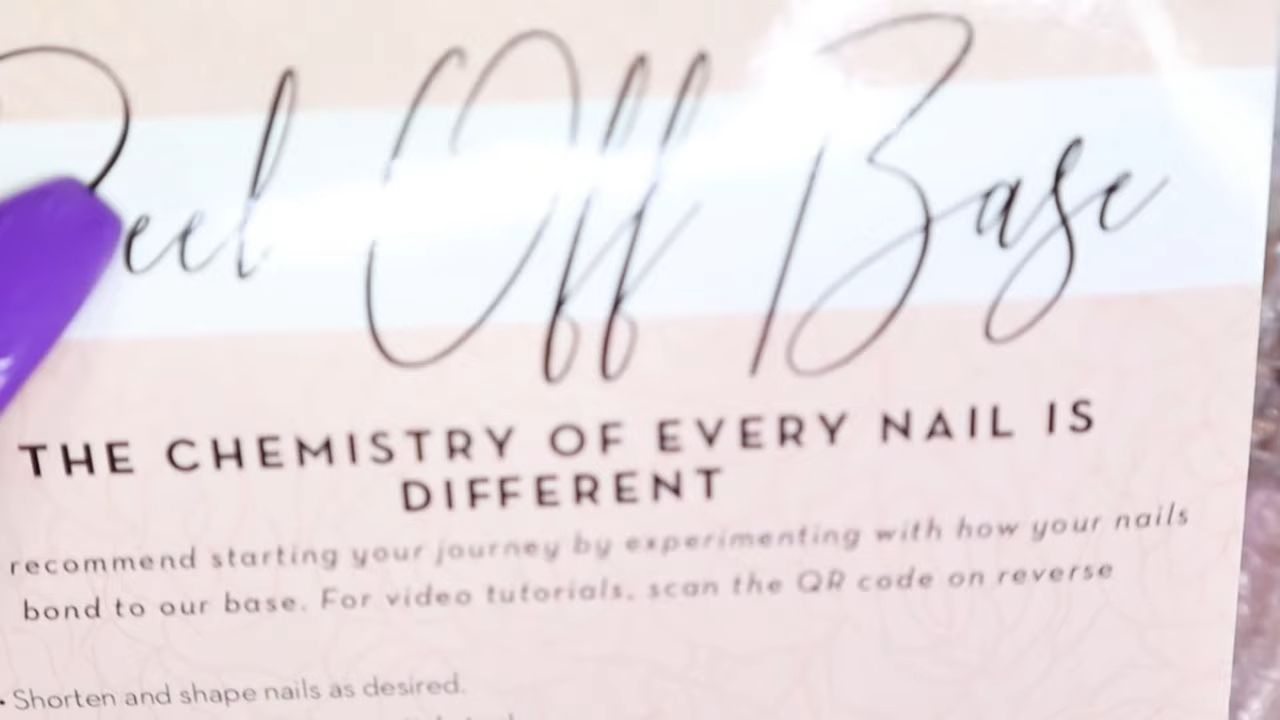 Peel Off Base
THE CHEMISTRY OF EVERY NAIL IS
DIFFERENT
recommend starting your journey by experimenting with how your nails
bond to our base. For video tutorials, scan the QR code on reverse
• Shorten and shape nails as desired.